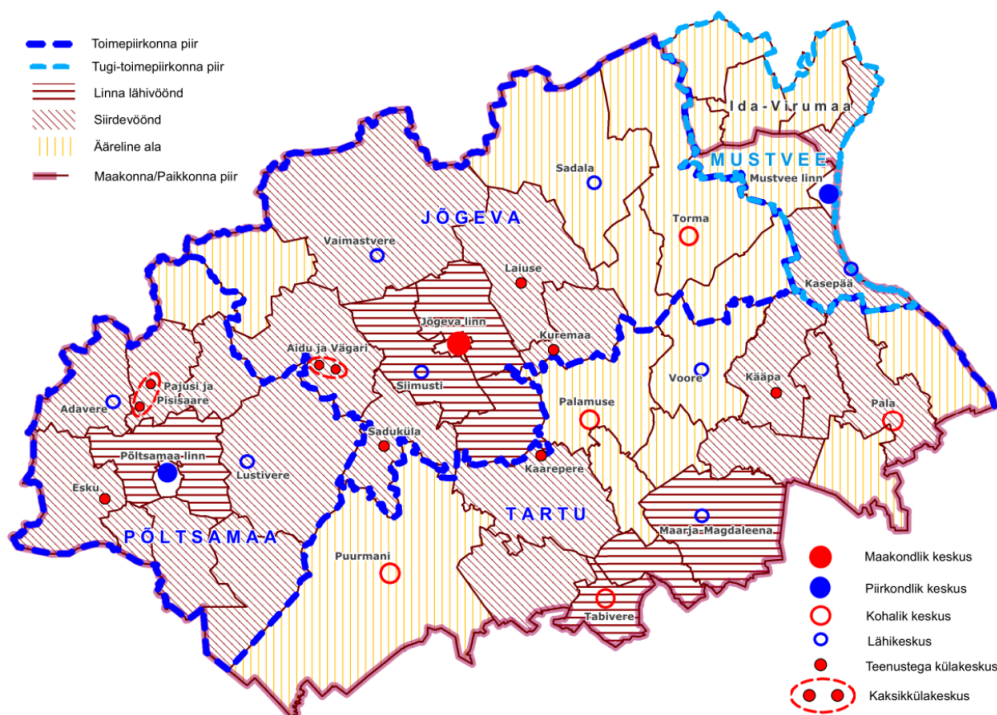 Toimepiirkonna piir
Tugi-toimepiirkonna piir
Linna lähivöönd
Siirdevöönd
Ääreline ala
Maakonna/Paikkonna piir
Ida-Virumaa
MUSTVEE
Mustvee linn
Sadala
JÕGEVA
Torma
Vaimastvere
Laiuse
Kasepää
Jõgeva linn
Kuremaa
Aidu ja Vägari
Siimusti
Voore
Kääpa
Pajusi ja
Pisisaare
Adavere
Palamuse
Pala
Saduküla
Põltsamaa linn
Kaarepere
Lustivere
Esku
TARTU
Maarja-Magdaleena
PÕLTSAMAA
Puurmani
Tabivere
Maakondlik keskus
Piirkondlik keskus
Kohalik keskus
Lähikeskus
Teenustega külakeskus
Kaksikkülakeskus